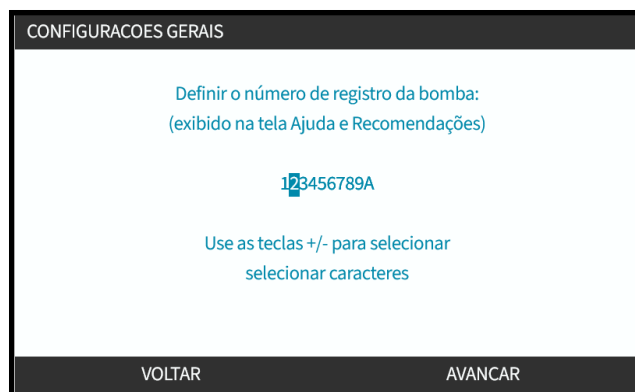 CONFIGURACOES GERAIS
Definir o número de registro da bomba:
(exibido na tela Ajuda e Recomendações)
123456789A
Use as teclas +/- para selecionar
selecionar caracteres
VOLTAR AVANCAR